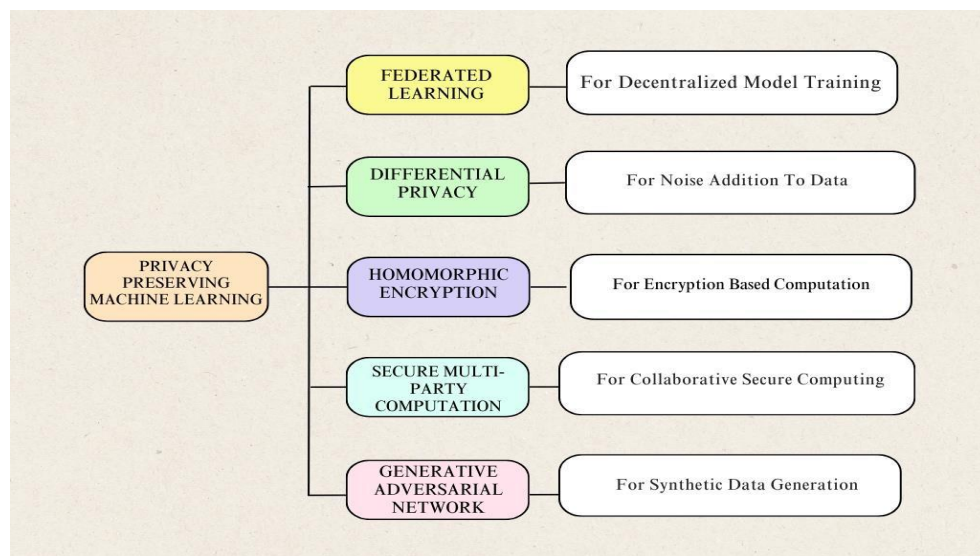 FEDERATED
LEARNING
For Decentralized Model Training
DIFFERENTIAL
PRIVACY
For Noise Addition To Data
PRIVACY
PRESERVING
MACHINE LEARNING
HOMOMORPHIC
ENCRYPTION
For Encryption Based Computation
SECURE MULTI-
PARTY
COMPUTATION
For Collaborative Secure Computing
GENERATIVE
ADVERSARIAL
NETWORK
For Synthetic Data Generation